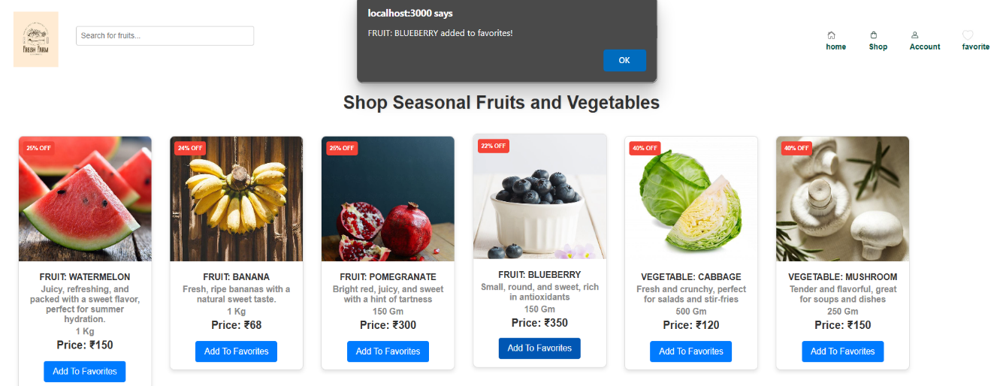 localhost:3000 says
FRUIT: BLUEBERRY added to favorites!
OK
FRESH FARM
Search for fruits...
home
Shop
Account
favorite
Shop Seasonal Fruits and Vegetables
25% OFF
FRUIT: WATERMELON
Juicy, refreshing, and
packed with a sweet flavor,
perfect for summer
hydration.
1 Kg
Price: ₹150
Add To Favorites
24% OFF
FRUIT: BANANA
Fresh, ripe bananas with a
natural sweet taste.
1 Kg
Price: ₹68
Add To Favorites
25% OFF
FRUIT: POMEGRANATE
Bright red, juicy, and sweet
with a hint of tartness
150 Gm
Price: ₹300
Add To Favorites
22% OFF
FRUIT: BLUEBERRY
Small, round, and sweet, rich
in antioxidants
150 Gm
Price: ₹350
Add To Favorites
40% OFF
VEGETABLE: CABBAGE
Fresh and crunchy, perfect
for salads and stir-fries
500 Gm
Price: ₹120
Add To Favorites
40% OFF
VEGETABLE: MUSHROOM
Tender and flavorful, great
for soups and dishes
250 Gm
Price: ₹150
Add To Favorites